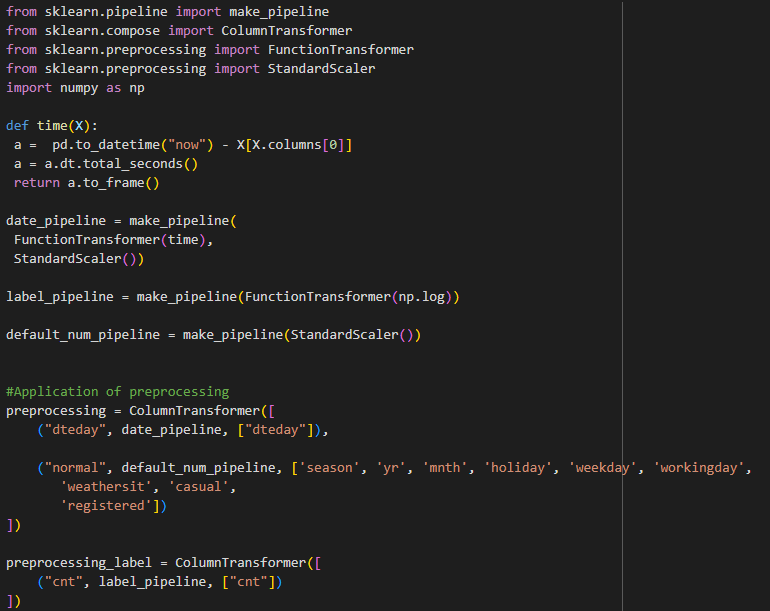 from sklearn.pipeline import make_pipeline
from sklearn.compose import ColumnTransformer
from sklearn.preprocessing import FunctionTransformer
from sklearn.preprocessing import StandardScaler
import numpy as np

def time(X):
 a =  pd.to_datetime("now") - X[X.columns[0]]
 a = a.dt.total_seconds()
 return a.to_frame()

date_pipeline = make_pipeline(
 FunctionTransformer(time),
 StandardScaler())

label_pipeline = make_pipeline(FunctionTransformer(np.log))

default_num_pipeline = make_pipeline(StandardScaler())


#Application of preprocessing
preprocessing = ColumnTransformer([
    ("dteday", date_pipeline, ["dteday"]),

    ("normal", default_num_pipeline, ['season', 'yr', 'mnth', 'holiday', 'weekday', 'workingday',
       'weathersit', 'casual',
       'registered'])
])

preprocessing_label = ColumnTransformer([
    ("cnt", label_pipeline, ["cnt"])
])